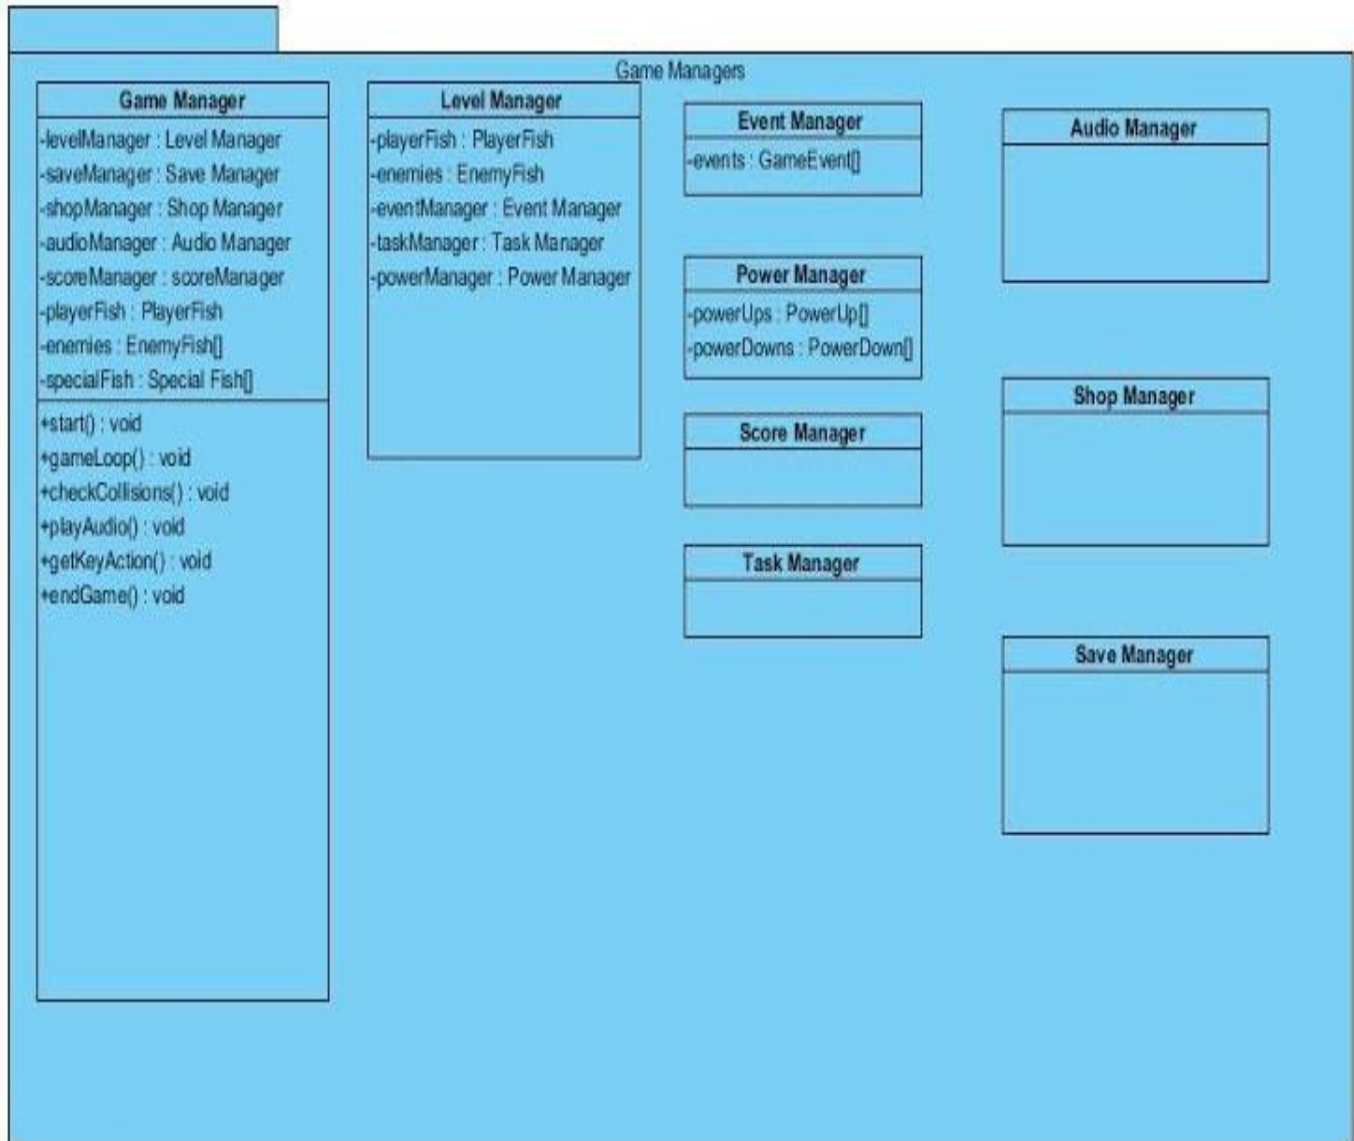 Game Managers
Game Manager
-levelManager : Level Manager
-saveManager : Save Manager
-shopManager : Shop Manager
-audioManager : Audio Manager
-scoreManager : scoreManager
-playerFish : PlayerFish
-enemies : EnemyFish[]
-specialFish : Special Fish[]
+start() : void
+gameLoop() : void
+checkCollisions() : void
+playAudio() : void
+getKeyAction() : void
+endGame() : void
Level Manager
-playerFish : PlayerFish
-enemies : EnemyFish
-eventManager : Event Manager
-taskManager : Task Manager
-powerManager : Power Manager
Event Manager
-events : GameEvent[]
Power Manager
-powerUps : PowerUp[]
-powerDowns : PowerDown[]
Score Manager
Task Manager
Audio Manager
Shop Manager
Save Manager